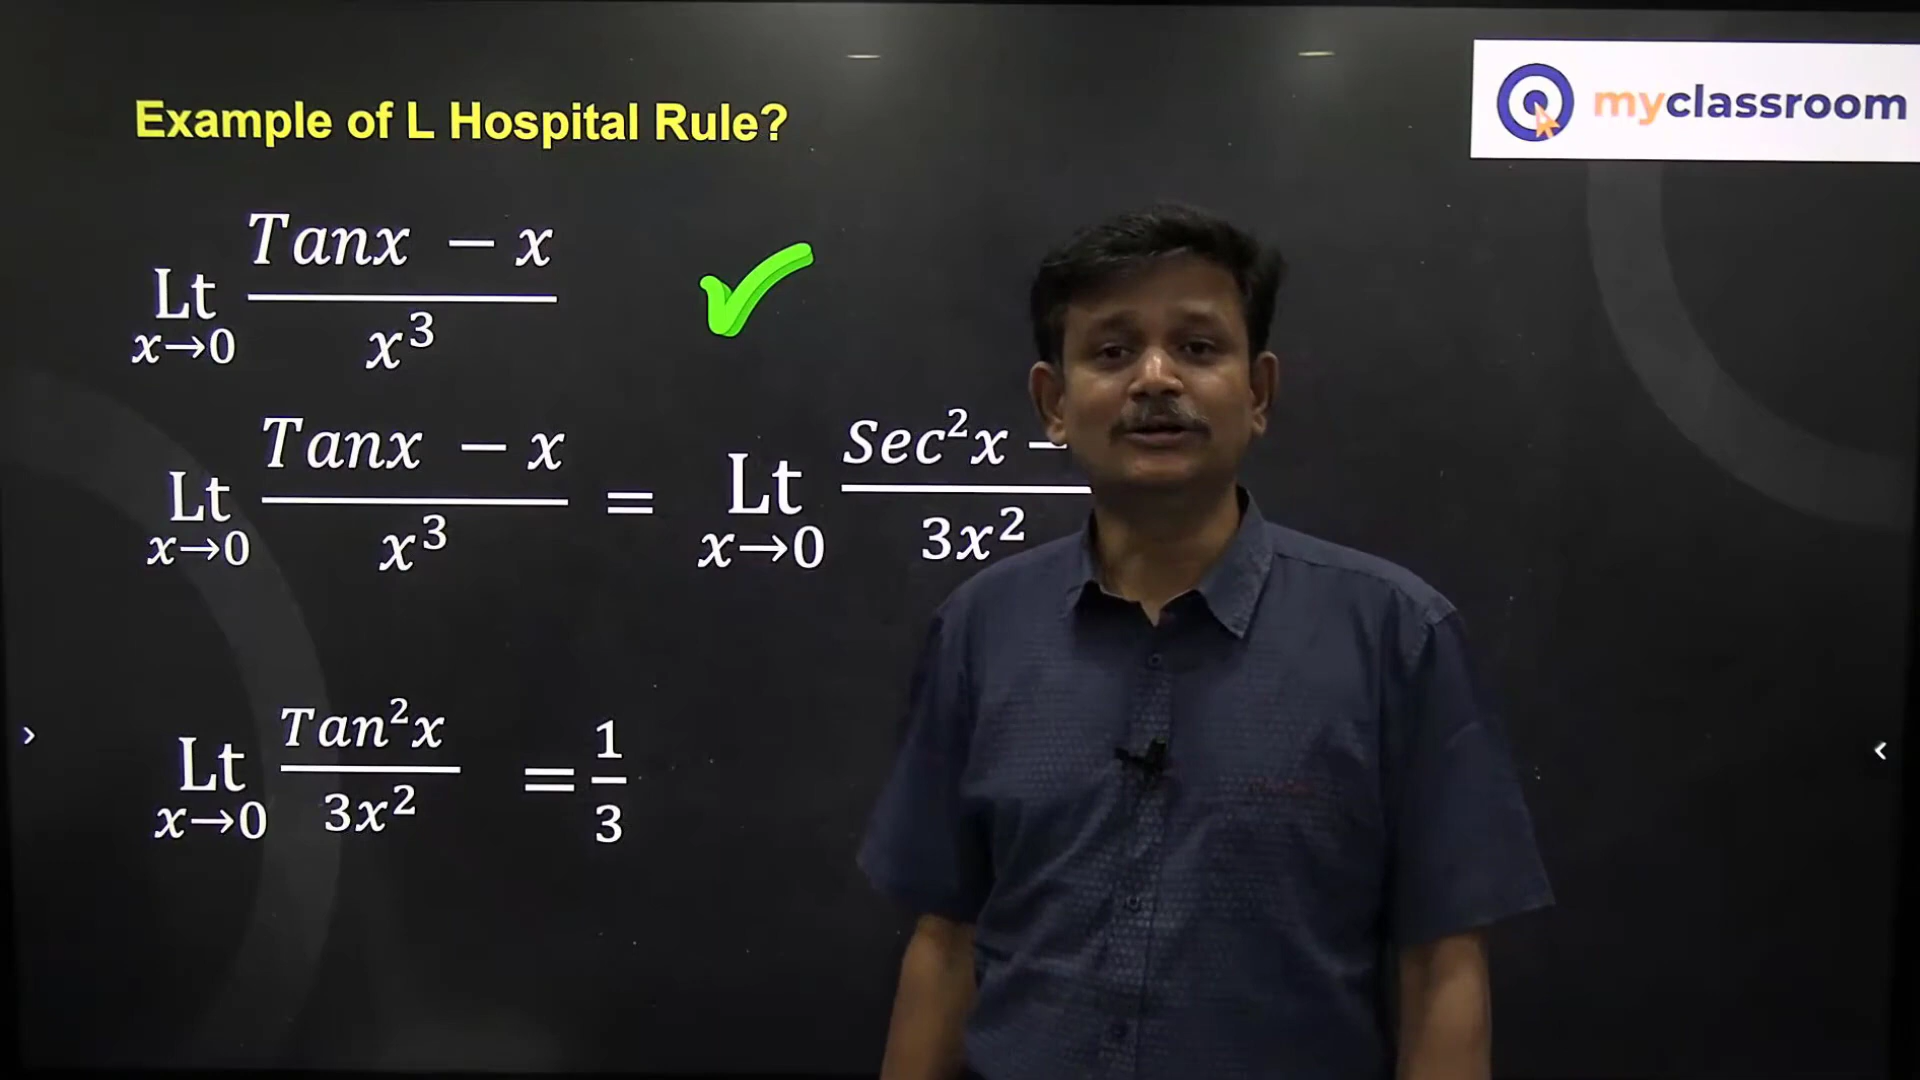 myclassroom
Example of L Hospital Rule?
Lt x→0 Tanx − x / x³
Lt x→0 Tanx − x / x³ = Lt x→0 Sec²x − / 3x²
Lt x→0 Tan²x / 3x² = 1/3